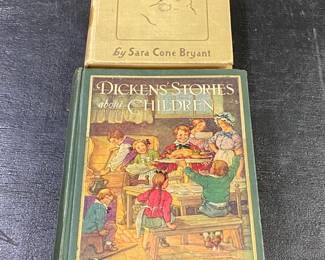 by Sara Cone Bryant
DICKENS' STORIES
about CHILDREN